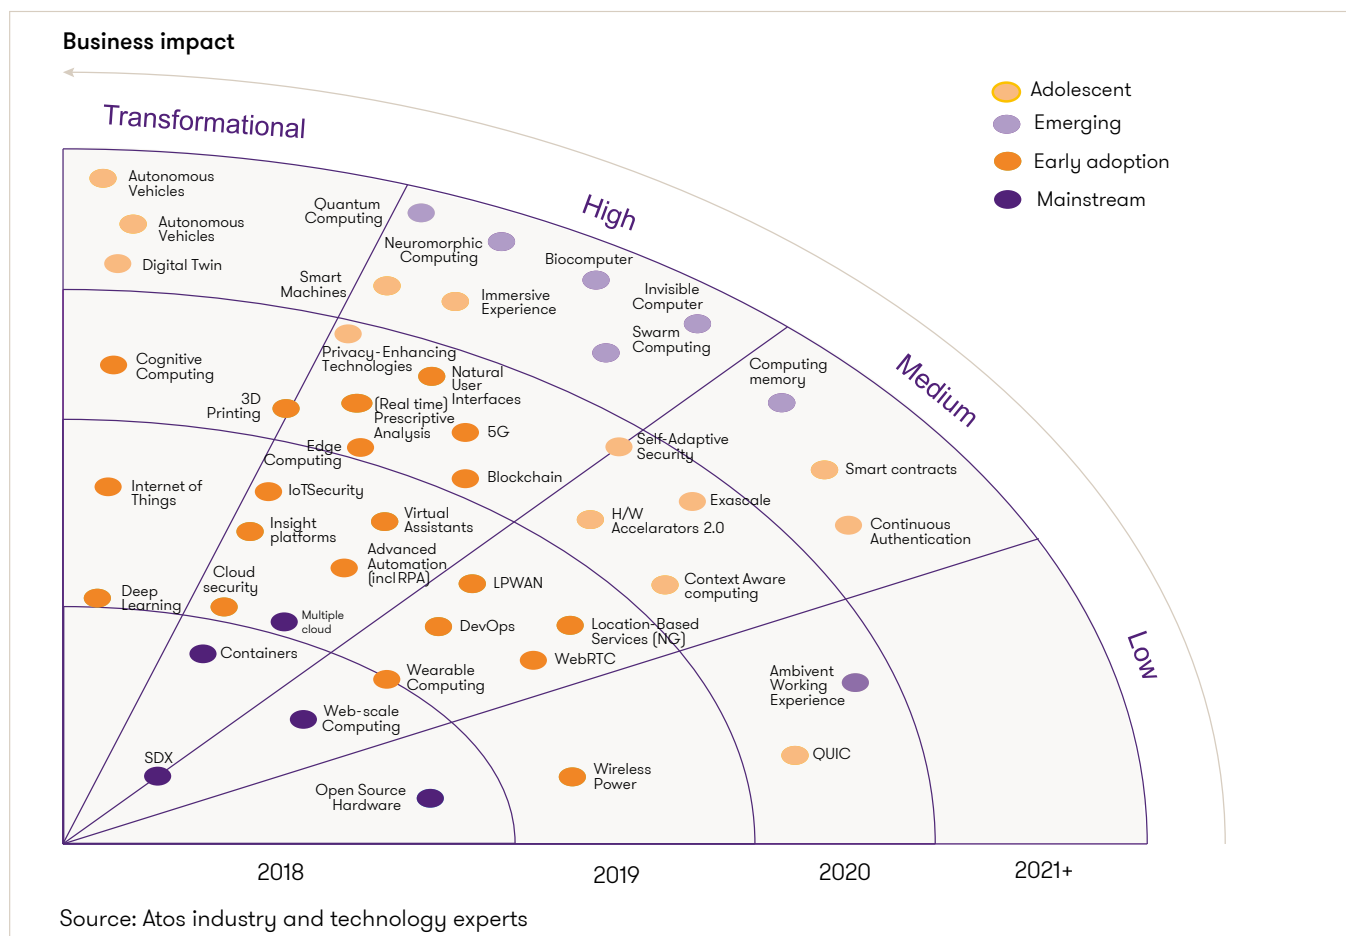 Business impact
Adolescent
Emerging
Early adoption
Mainstream
Transformational
High
Medium
Low
Autonomous
Vehicles
Autonomous
Vehicles
Digital Twin
Quantum
Computing
Neuromorphic
Computing
Biocomputer
Invisible
Computer
Swarm
Computing
Smart
Machines
Immersive
Experience
Privacy-Enhancing
Technologies
Natural
User
Interfaces
Computing
memory
Cognitive
Computing
3D
Printing
(Real time)
Prescriptive
Analysis
5G
Edge
Computing
Self-Adaptive
Security
Smart contracts
Blockchain
Internet of
Things
IoTSecurity
Exascale
H/W
Accelarators 2.0
Continuous
Authentication
Insight
platforms
Virtual
Assistants
Advanced
Automation
(inclRPA)
Cloud
security
LPWAN
Context Aware
computing
Deep
Learning
Multiple
cloud
DevOps
Location-Based
Services (NG)
Containers
WebRTC
Wearable
Computing
Ambivent
Working
Experience
Web-scale
Computing
SDX
QUIC
Open Source
Hardware
Wireless
Power
2018
2019
2020
2021+
Source: Atos industry and technology experts